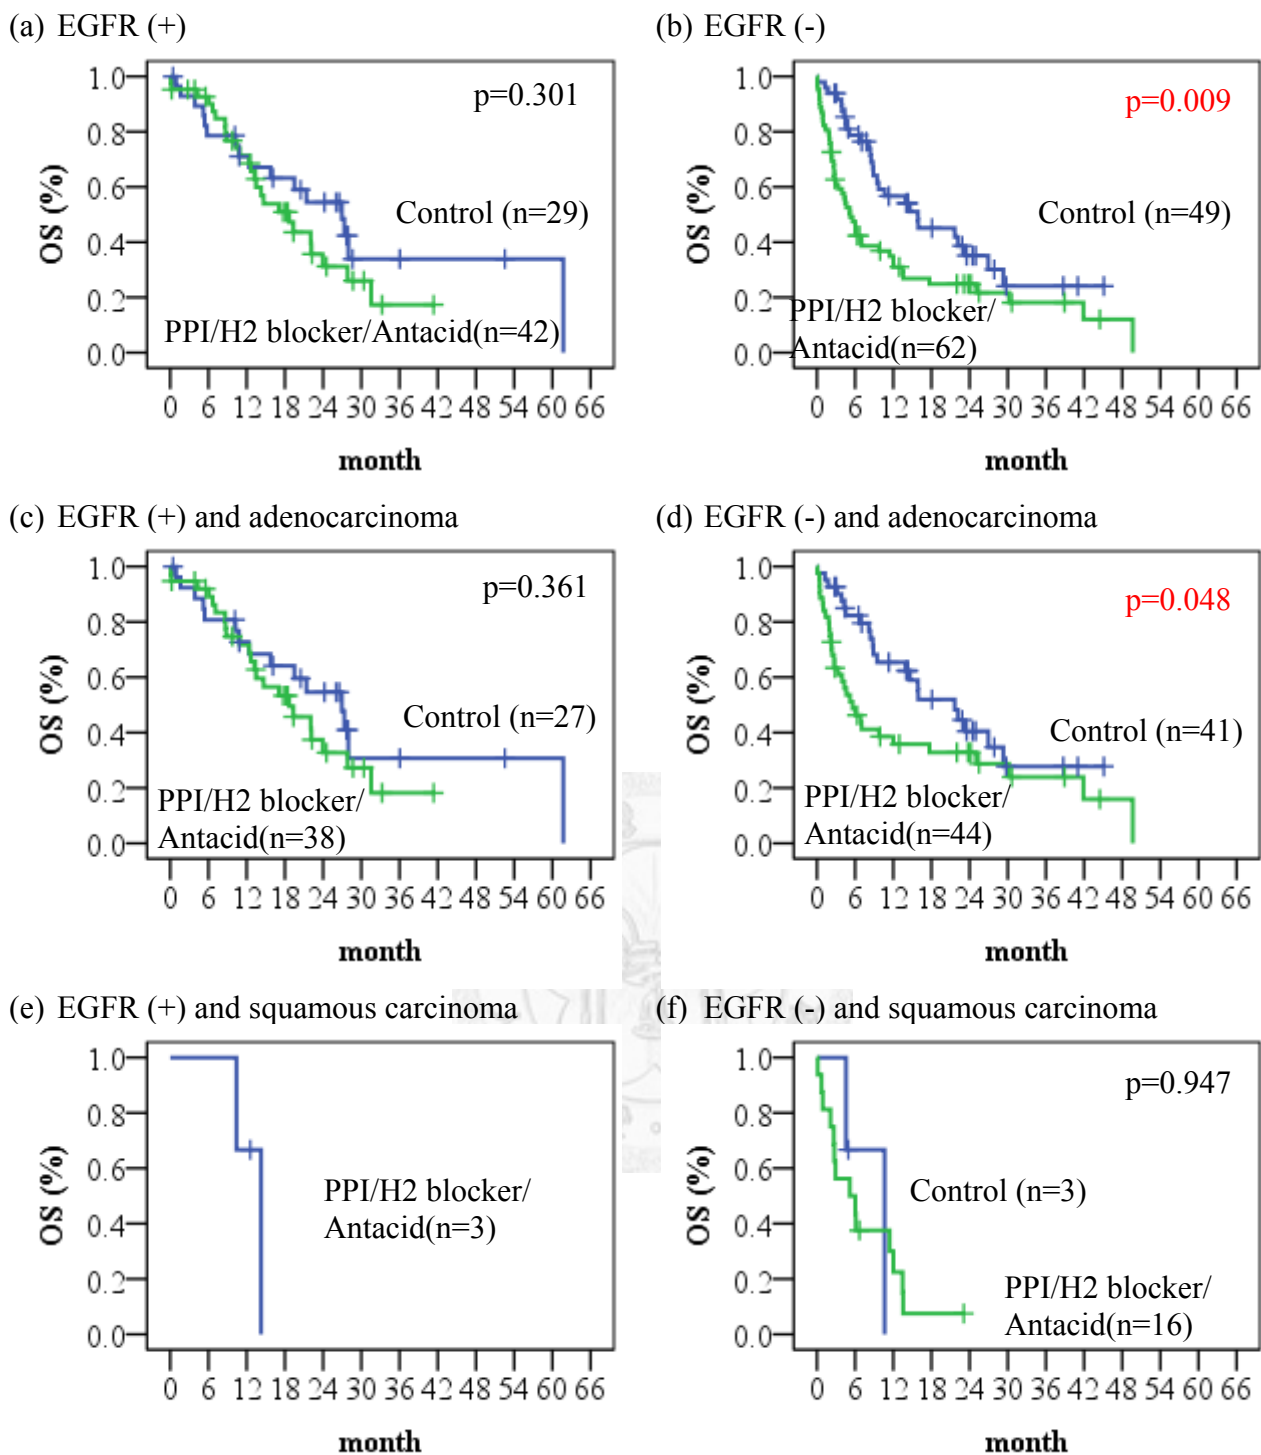 (a) EGFR (+)
(b) EGFR (-)
1.0
0.8
0.6
0.4
0.2
0.0
OS (%)
p=0.301
Control (n=29)
PPI/H2 blocker/Antacid(n=42)
0 6 12 18 24 30 36 42 48 54 60 66
month
1.0
0.8
0.6
0.4
0.2
0.0
OS (%)
p=0.009
Control (n=49)
PPI/H2 blocker/
Antacid(n=62)
0 6 12 18 24 30 36 42 48 54 60 66
month
(c) EGFR (+) and adenocarcinoma
(d) EGFR (-) and adenocarcinoma
1.0
0.8
0.6
0.4
0.2
0.0
OS (%)
p=0.361
Control (n=27)
PPI/H2 blocker/
Antacid(n=38)
0 6 12 18 24 30 36 42 48 54 60 66
month
1.0
0.8
0.6
0.4
0.2
0.0
OS (%)
p=0.048
Control (n=41)
PPI/H2 blocker/
Antacid(n=44)
0 6 12 18 24 30 36 42 48 54 60 66
month
(e) EGFR (+) and squamous carcinoma
(f) EGFR (-) and squamous carcinoma
1.0
0.8
0.6
0.4
0.2
0.0
OS (%)
PPI/H2 blocker/
Antacid(n=3)
0 6 12 18 24 30 36 42 48 54 60 66
month
1.0
0.8
0.6
0.4
0.2
0.0
OS (%)
p=0.947
Control (n=3)
PPI/H2 blocker/
Antacid(n=16)
0 6 12 18 24 30 36 42 48 54 60 66
month